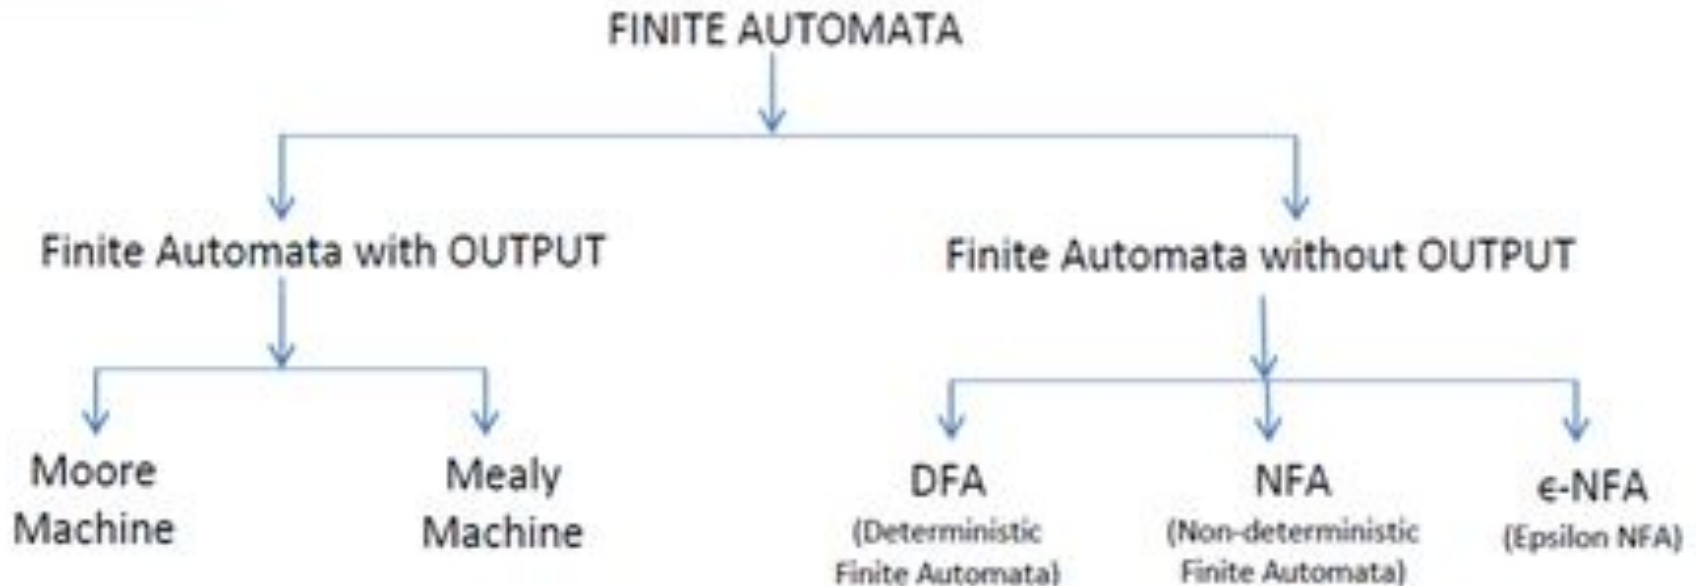 FINITE AUTOMATA
Finite Automata with OUTPUT
Finite Automata without OUTPUT
Moore
Machine
Mealy
Machine
DFA
(Deterministic
Finite Automata)
NFA
(Non-deterministic
Finite Automata)
ϵ-NFA
(Epsilon NFA)